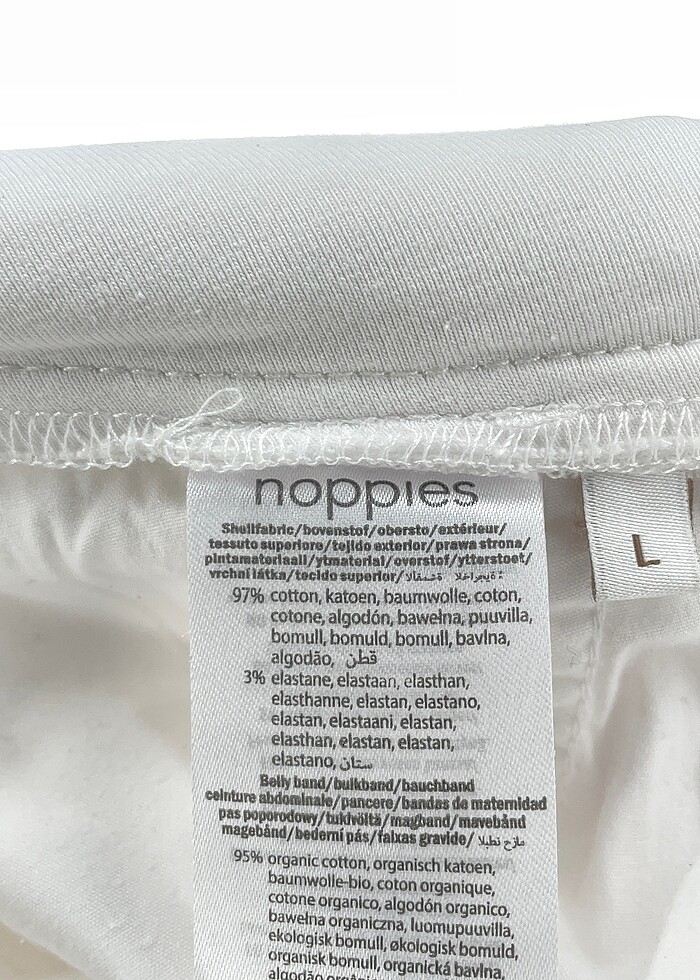 noppies
L
Shellfabric/bovenstof/obersto/extérieur/
tessuto superiore/tejido exterior/prawa strona/
pintamateriaali/ytmaterial/overstof/ytterstoet/
vrchní látka/tecido superior/
97% cotton, katoen, baumwolle, coton,
cotone, algodón, bawełna, puuvilla,
bomull, bomuld, bomull, bavlna,
algodão, قطن
3% elastane, elastaan, elasthan,
elasthanne, elastan, elastano,
elastan, elastaani, elastan,
elasthan, elastan, elastan,
elastano, ستان
Belly band/buikband/bauchband
ceinture abdominale/pancere/bandas de maternidad
pas poporodowy/tukivöltä/magband/mavebånd
magebånd/bederní pás/faixas gravide/
95% organic cotton, organisch katoen,
baumwolle-bio, coton organique,
cotone organico, algodón organico,
bawełna organiczna, luomupuuvilla,
ekologisk bomull, økologisk bomuld,
organisk bomull, organická bavlna,